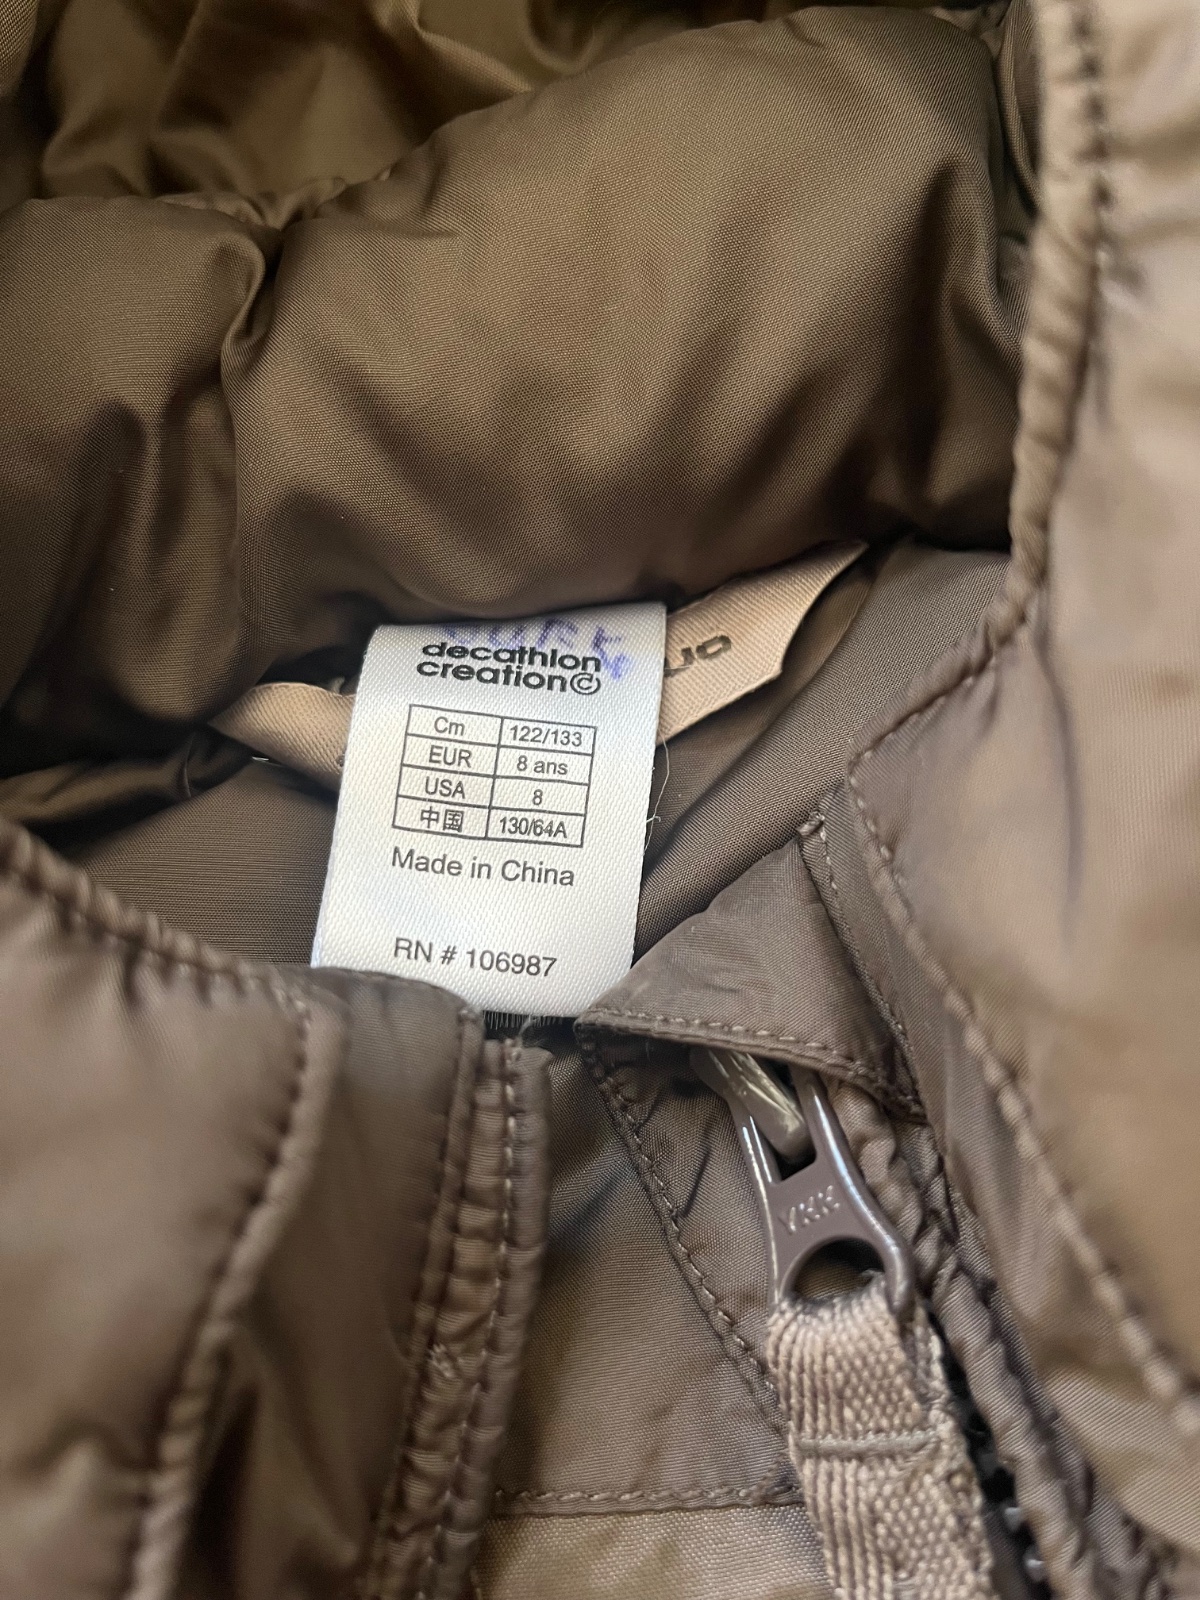 decathlon
creation©
Cm 122/133
EUR 8 ans
USA 8
中国 130/64A
Made in China
RN # 106987
YKK